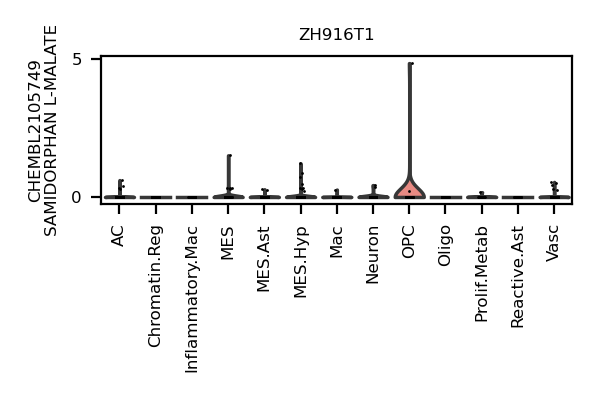 ZH916T1
CHEMBL2105749
SAMIDORPHAN L-MALATE
5
0
AC
Chromatin.Reg
Inflammatory.Mac
MES
MES.Ast
MES.Hyp
Mac
Neuron
OPC
Oligo
Prolif.Metab
Reactive.Ast
Vasc